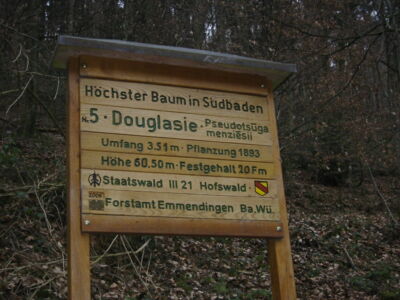 Höchster Baum in Südbaden
Nr. 5 · Douglasie · Pseudotsuga menziesii
Umfang 3.51 m · Pflanzung 1893
Höhe 60.50 m · Festgehalt 20 Fm
Staatswald III 21 Hofswald ·
Forstamt Emmendingen Ba.Wü.